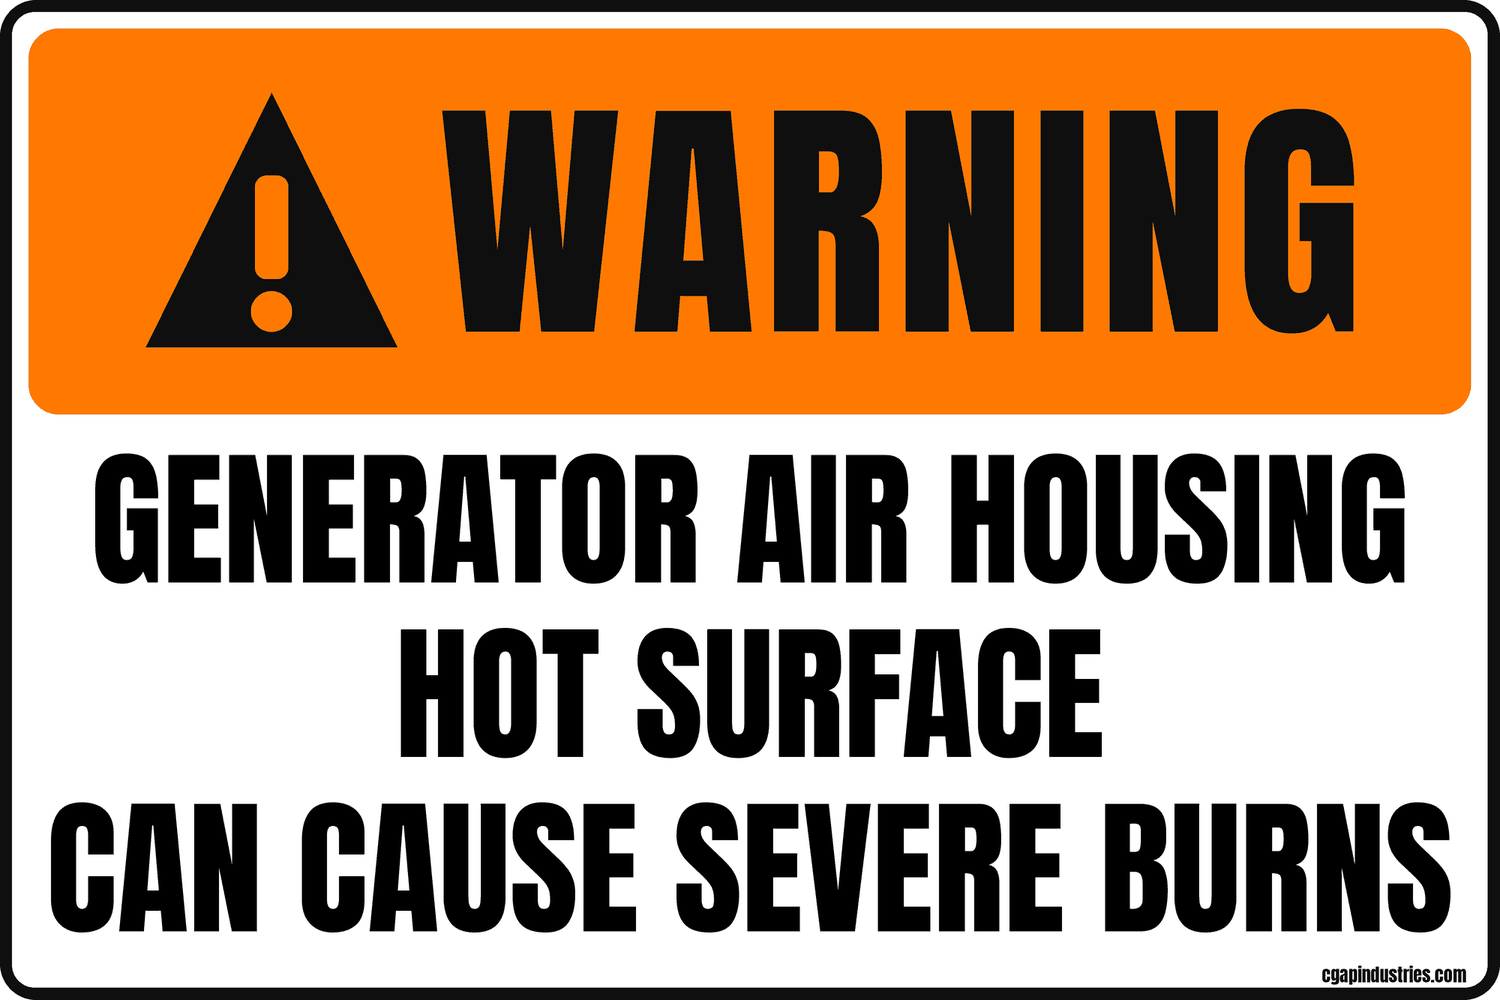 WARNING
GENERATOR AIR HOUSING
HOT SURFACE
CAN CAUSE SEVERE BURNS
cgapindustries.com